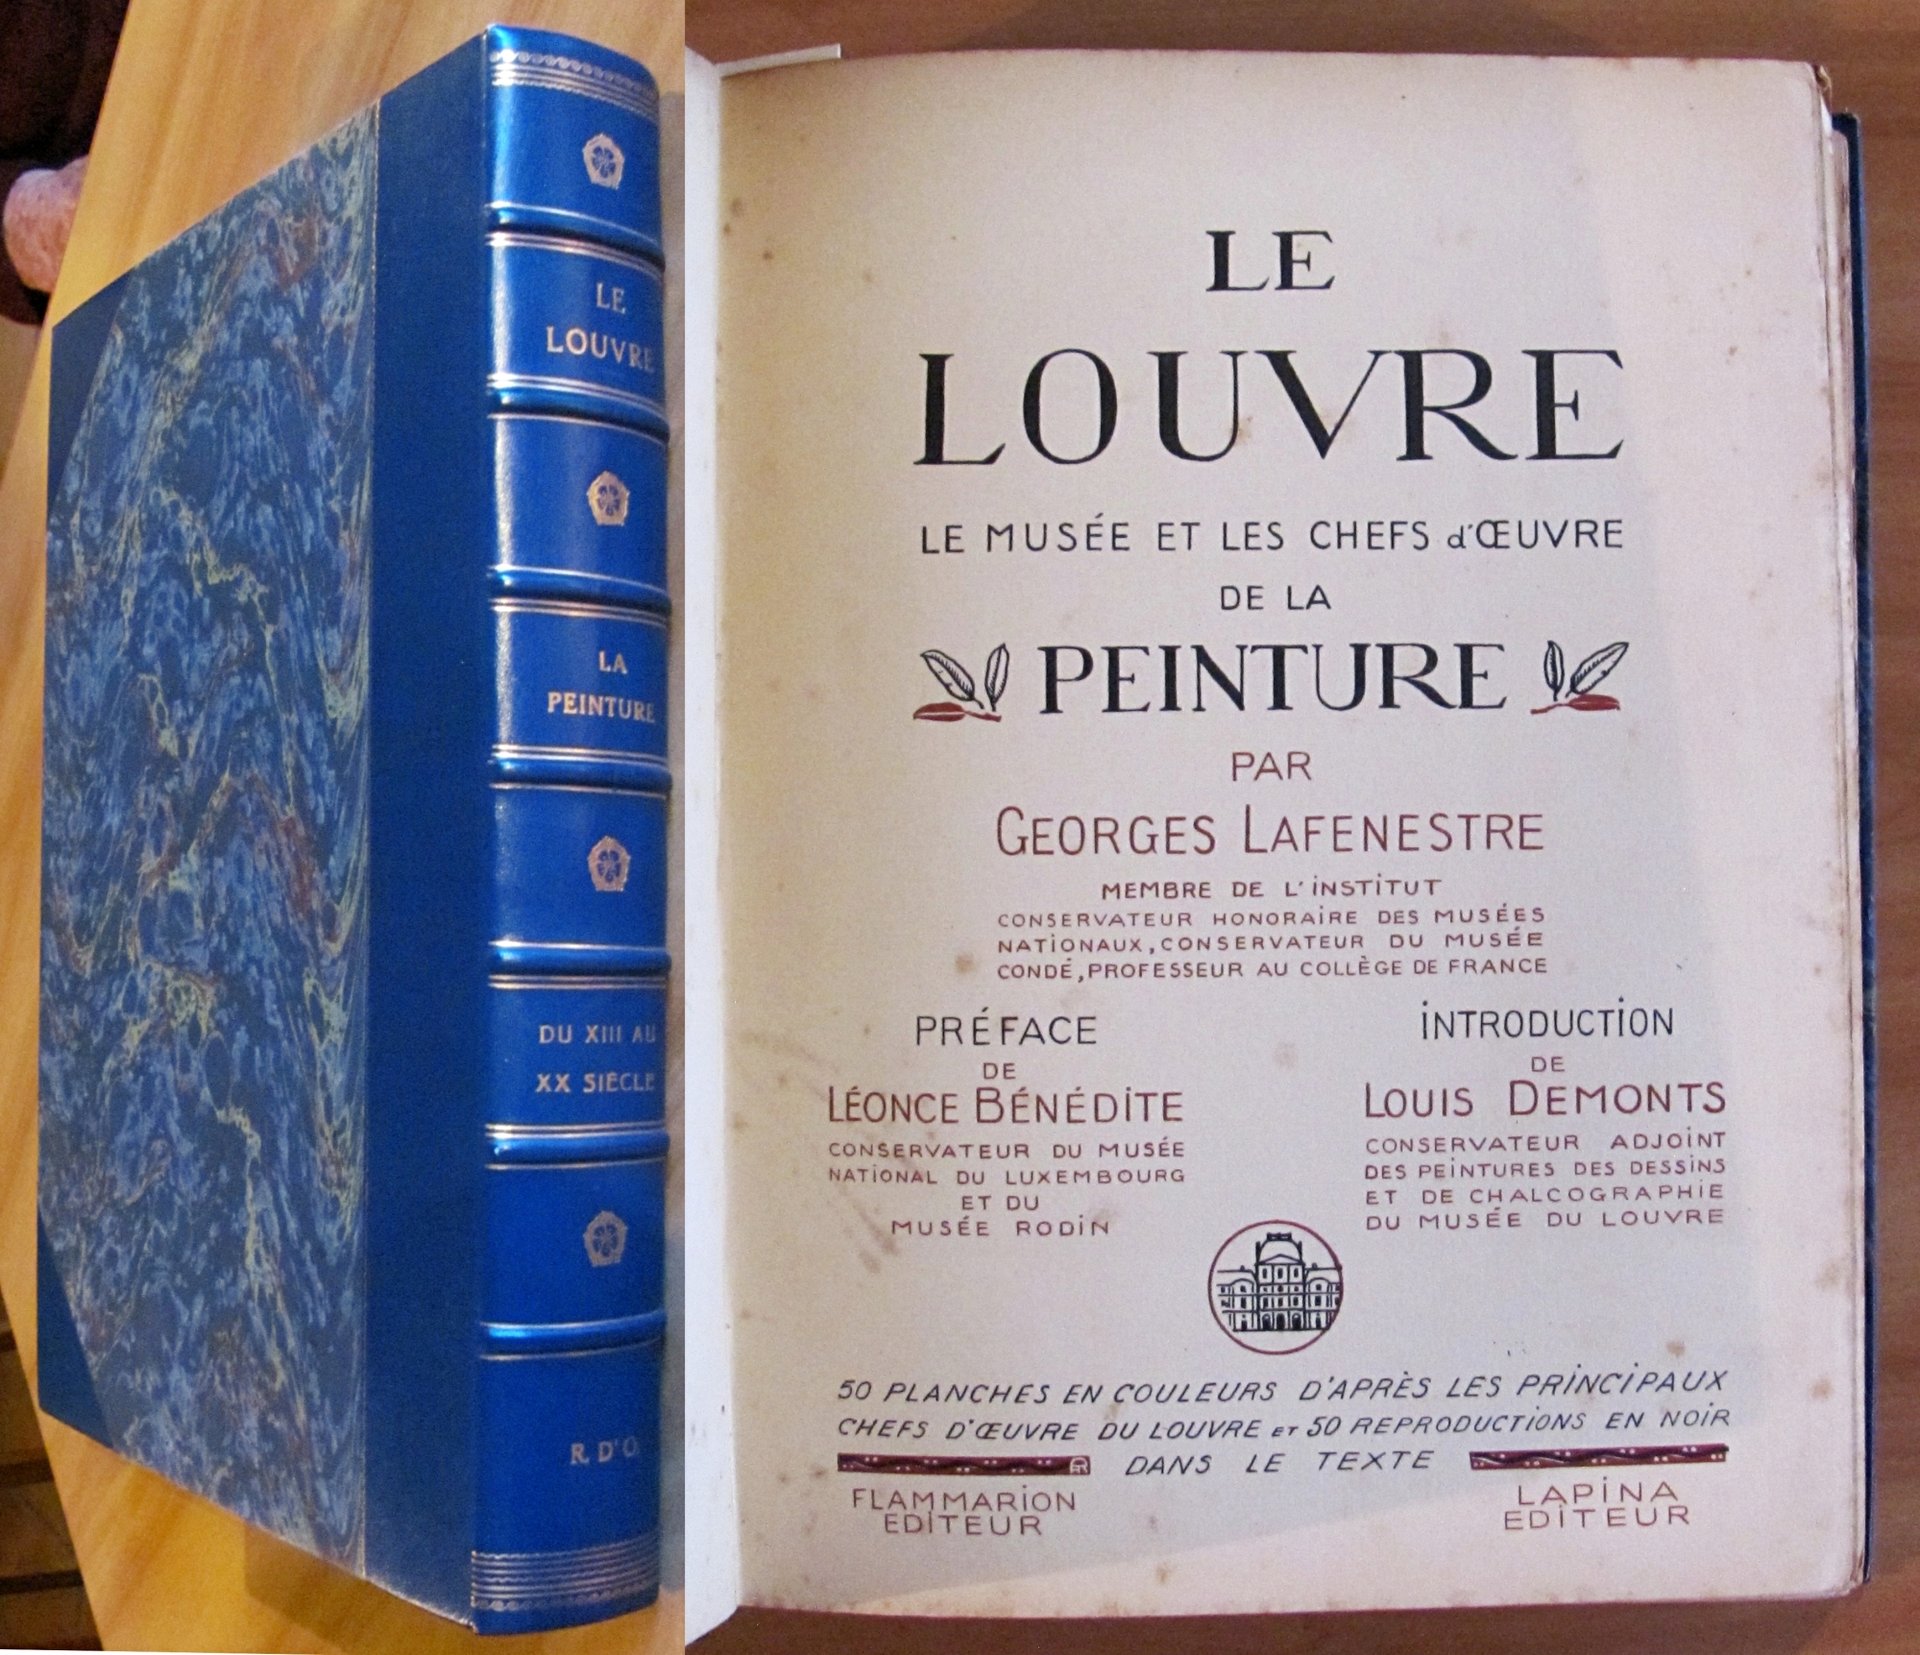 LE
LOUVRE
LA
PEINTURE
DU XIII AU
XX SIÈCLE
R. D'O.
LE
LOUVRE
LE MUSÉE ET LES CHEFS d'ŒUVRE
DE LA
PEINTURE
PAR
GEORGES LAFENESTRE
MEMBRE DE L'INSTITUT
CONSERVATEUR HONORAIRE DES MUSÉES
NATIONAUX, CONSERVATEUR DU MUSÉE
CONDÉ, PROFESSEUR AU COLLÈGE DE FRANCE
PRÉFACE
DE
LÉONCE BÉNÉDITE
CONSERVATEUR DU MUSÉE
NATIONAL DU LUXEMBOURG
ET DU
MUSÉE RODIN
INTRODUCTION
DE
LOUIS DEMONTS
CONSERVATEUR ADJOINT
DES PEINTURES DES DESSINS
ET DE CHALCOGRAPHIE
DU MUSÉE DU LOUVRE
50 PLANCHES EN COULEURS D'APRÈS LES PRINCIPAUX
CHEFS D'ŒUVRE DU LOUVRE ET 50 REPRODUCTIONS EN NOIR
DANS LE TEXTE
FLAMMARION
EDITEUR
LAPINA
EDITEUR